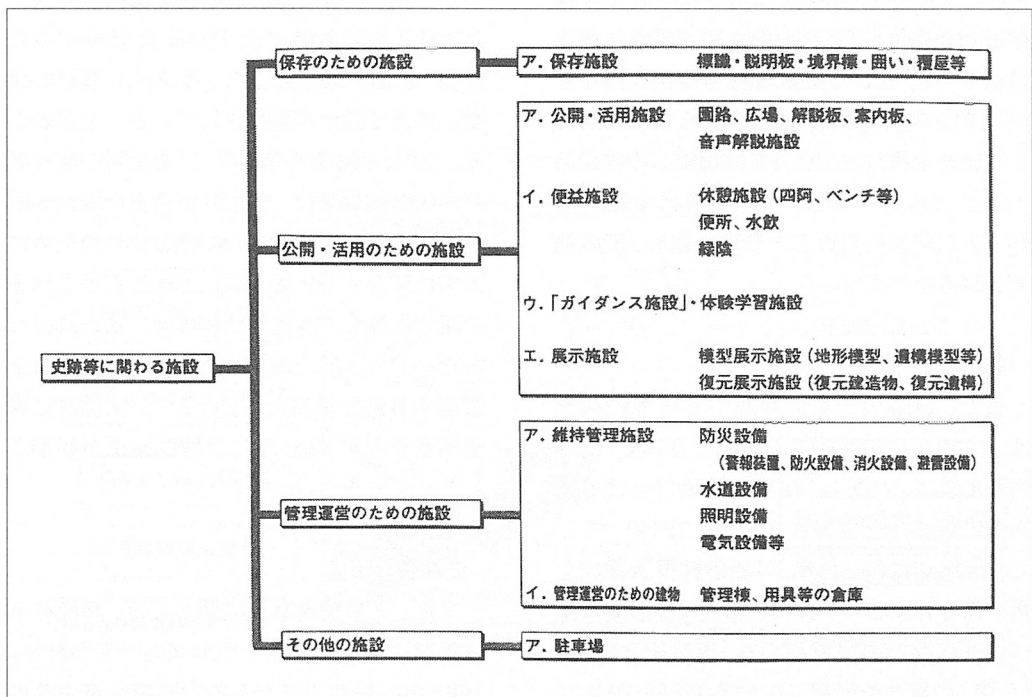 保存のための施設
ア．保存施設　標識・説明板・境界標・囲い・覆屋等
ア．公開・活用施設　園路、広場、解説板、案内板、
音声解説施設
イ．便益施設　休憩施設（四阿、ベンチ等）
便所、水飲
緑陰
公開・活用のための施設
ウ．「ガイダンス施設」・体験学習施設
エ．展示施設　模型展示施設（地形模型、遺構模型等）
復元展示施設（復元建造物、復元遺構）
史跡等に関わる施設
ア．維持管理施設　防災設備
（警報装置、防火設備、消火設備、避雷設備）
水道設備
照明設備
電気設備等
管理運営のための施設
イ．管理運営のための建物　管理棟、用具等の倉庫
その他の施設
ア．駐車場